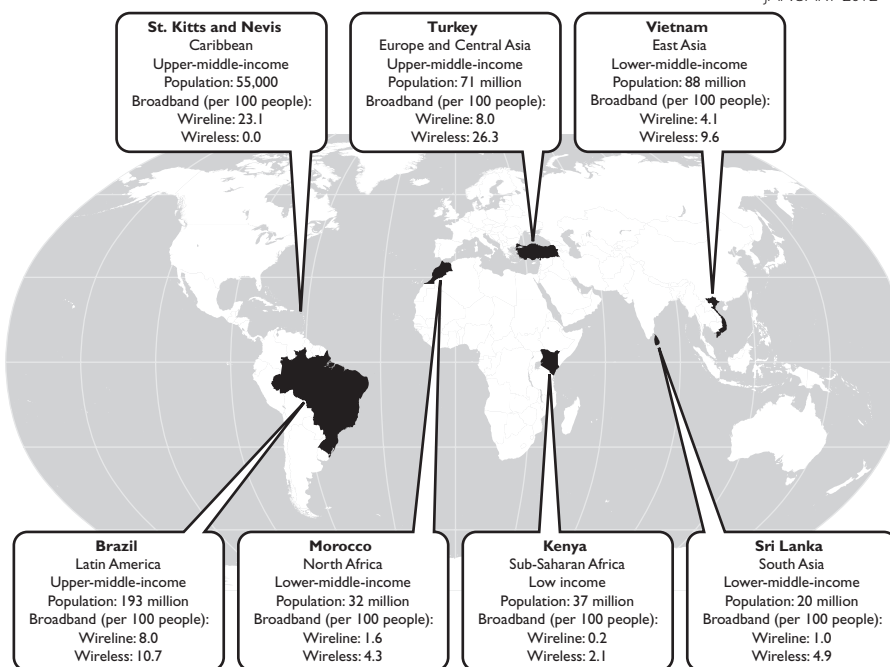 JANUARY 2012
St. Kitts and Nevis
Caribbean
Upper-middle-income
Population: 55,000
Broadband (per 100 people):
Wireline: 23.1
Wireless: 0.0
Turkey
Europe and Central Asia
Upper-middle-income
Population: 71 million
Broadband (per 100 people):
Wireline: 8.0
Wireless: 26.3
Vietnam
East Asia
Lower-middle-income
Population: 88 million
Broadband (per 100 people):
Wireline: 4.1
Wireless: 9.6
Brazil
Latin America
Upper-middle-income
Population: 193 million
Broadband (per 100 people):
Wireline: 8.0
Wireless: 10.7
Morocco
North Africa
Lower-middle-income
Population: 32 million
Broadband (per 100 people):
Wireline: 1.6
Wireless: 4.3
Kenya
Sub-Saharan Africa
Low income
Population: 37 million
Broadband (per 100 people):
Wireline: 0.2
Wireless: 2.1
Sri Lanka
South Asia
Lower-middle-income
Population: 20 million
Broadband (per 100 people):
Wireline: 1.0
Wireless: 4.9